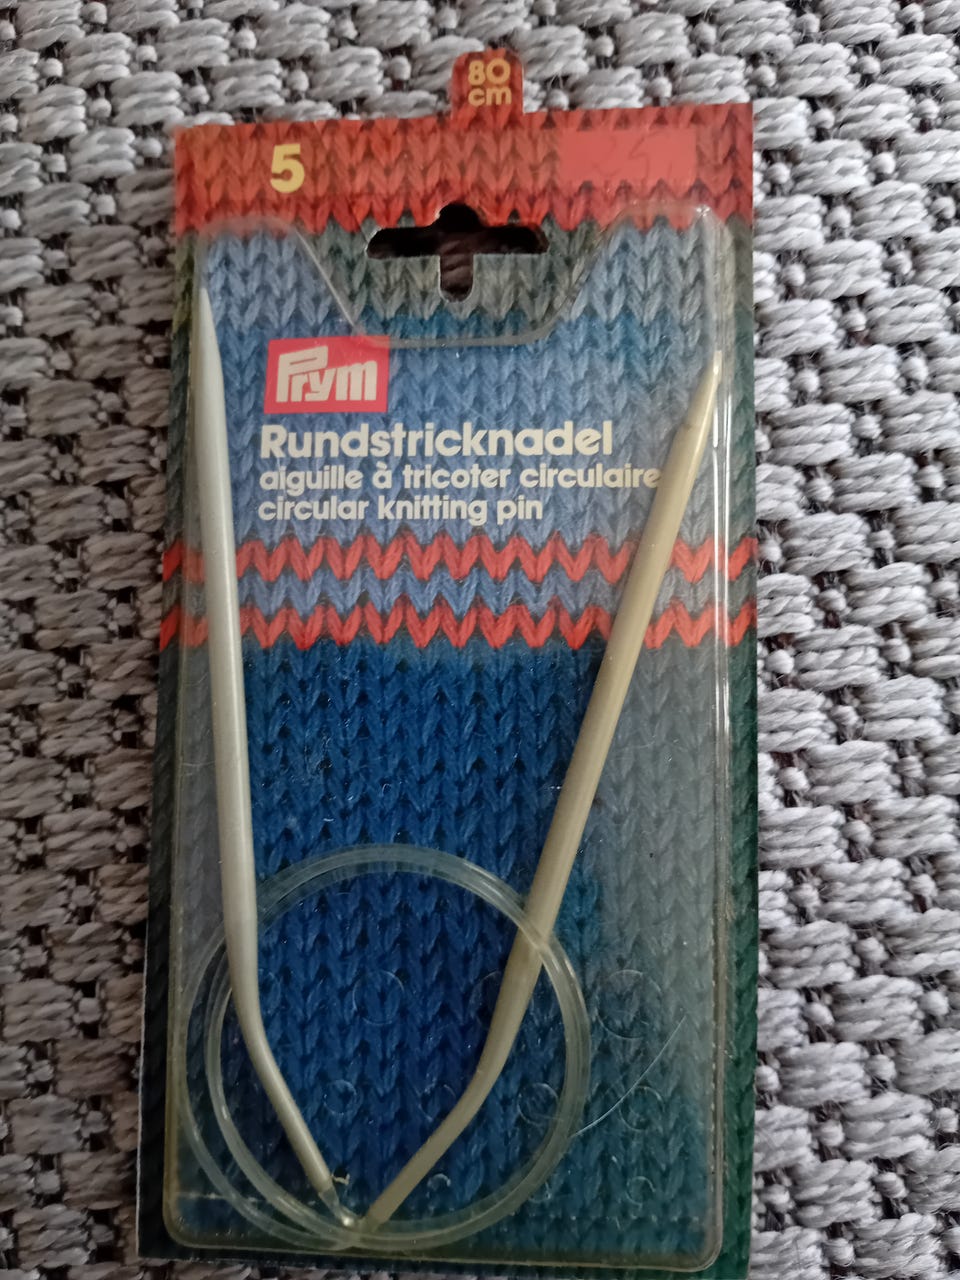 80
cm
5
Prym
Rundstricknadel
aiguille à tricoter circulaire
circular knitting pin